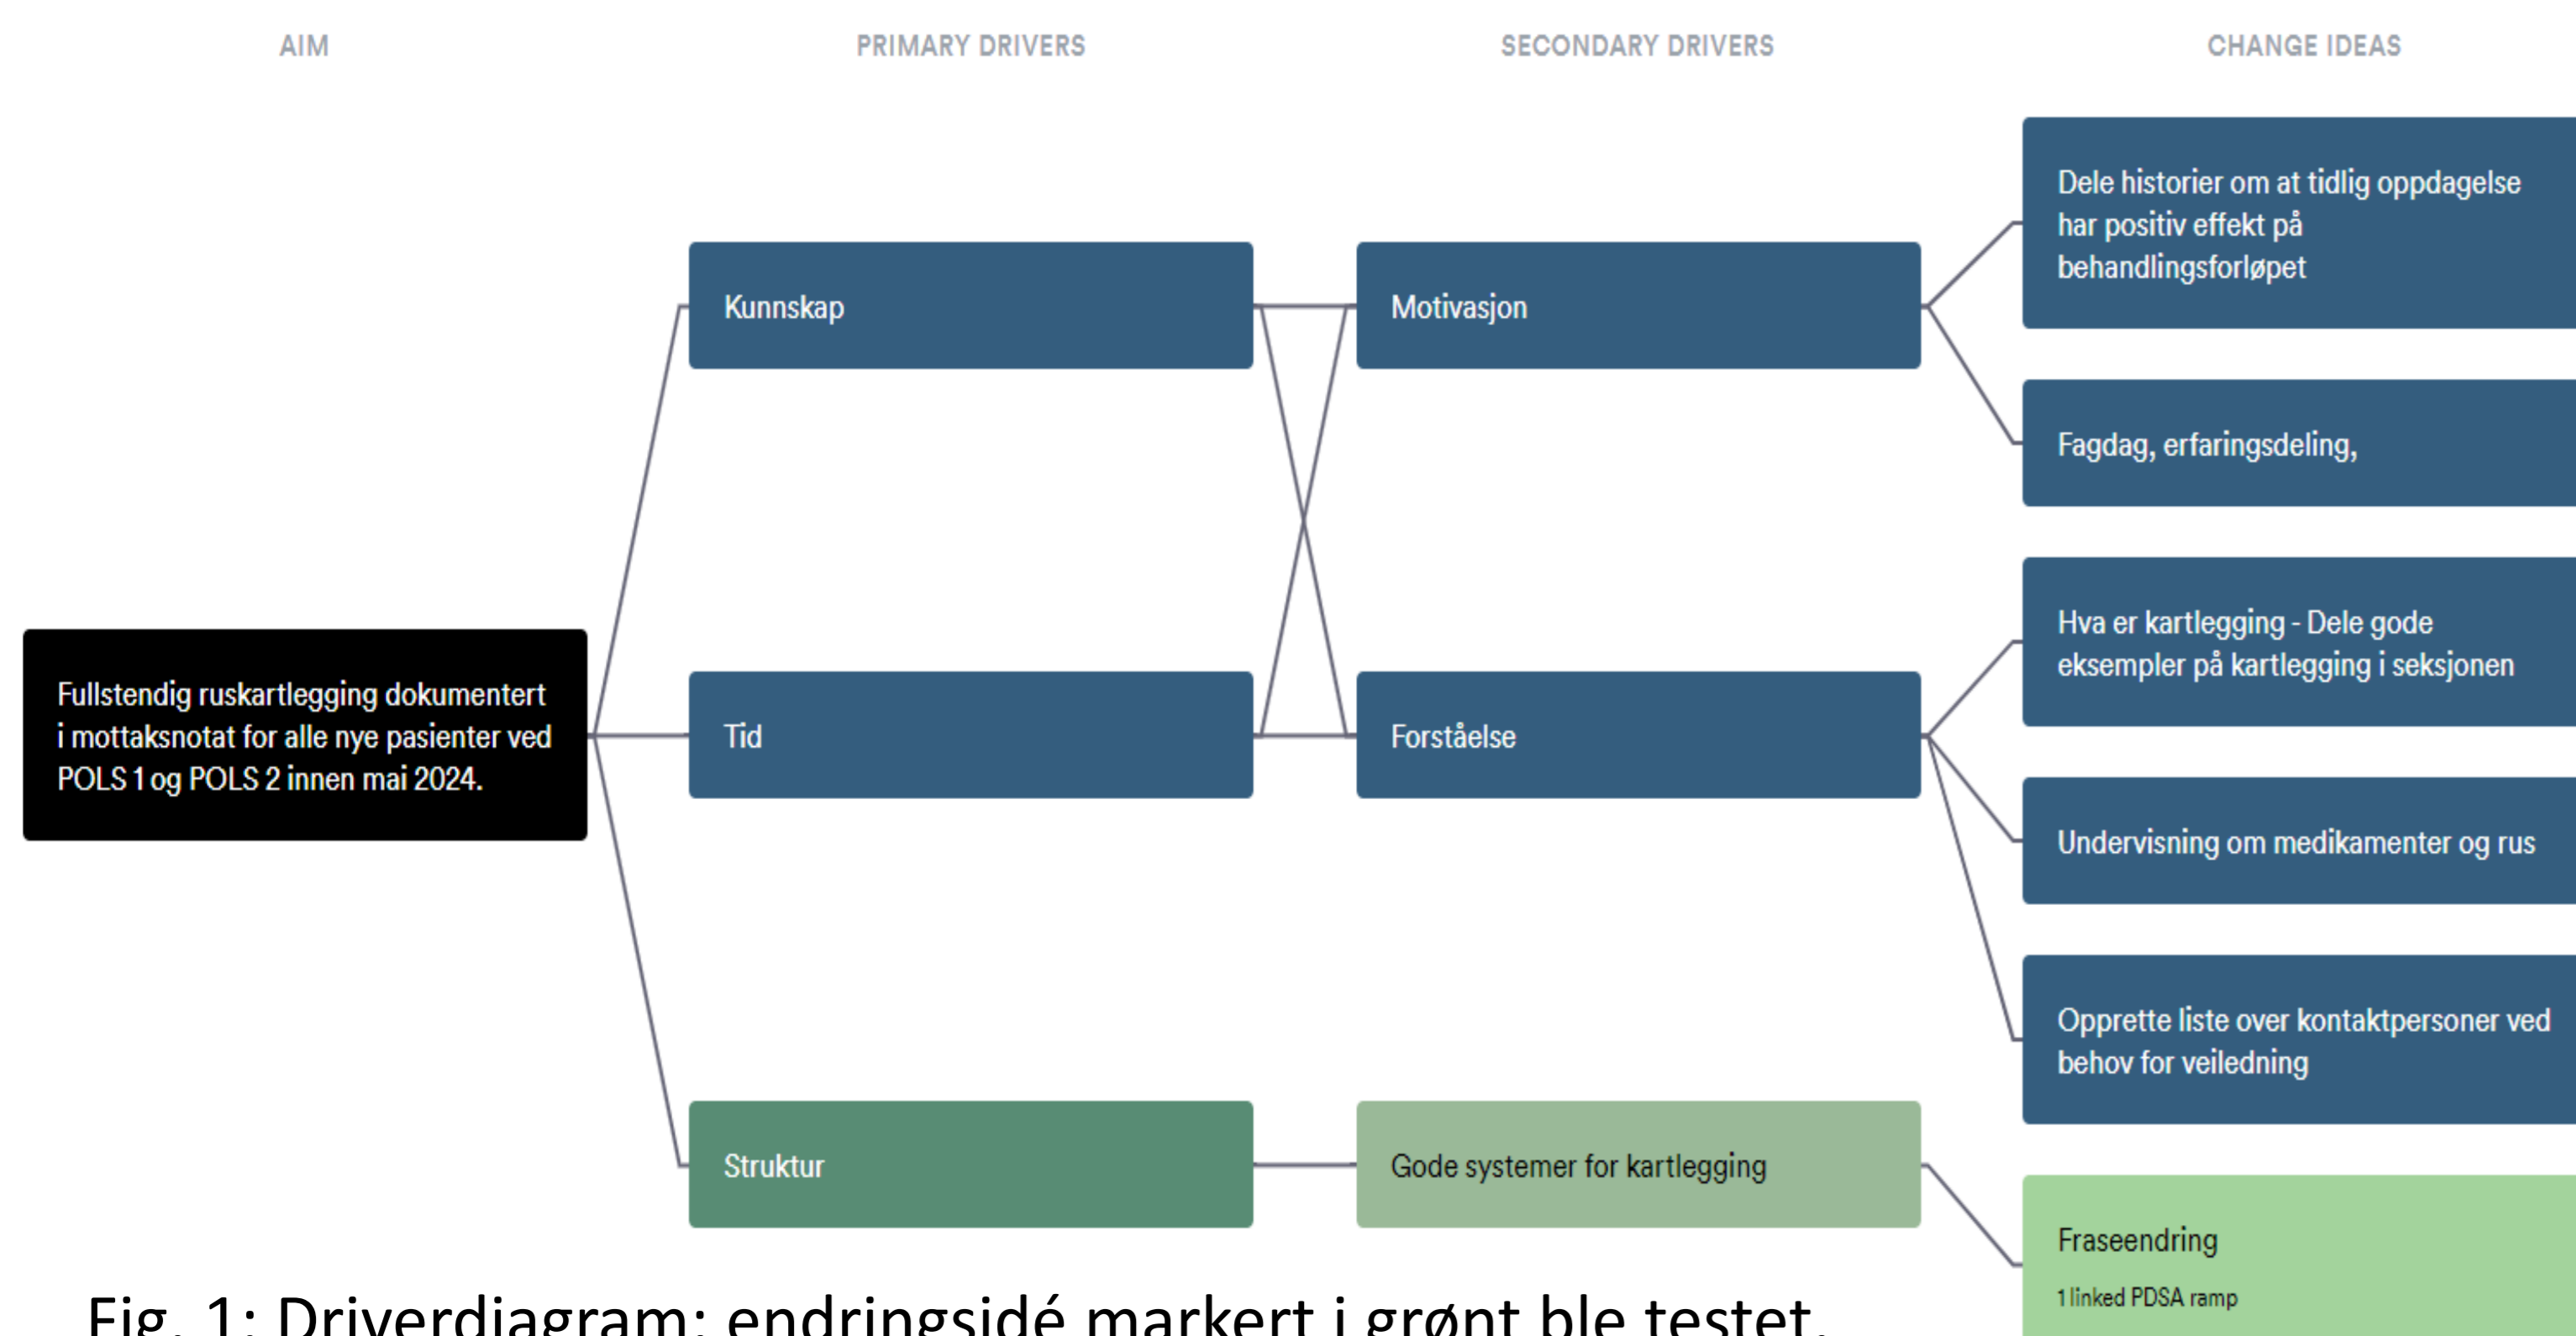 AIM
PRIMARY DRIVERS
SECONDARY DRIVERS
CHANGE IDEAS
Fullstendig ruskartlegging dokumentert
i mottaksnotat for alle nye pasienter ved
POLS 1 og POLS 2 innen mai 2024.
Kunnskap
Tid
Struktur
Motivasjon
Forståelse
Gode systemer for kartlegging
Dele historier om at tidlig oppdagelse
har positiv effekt på
behandlingsforløpet
Fagdag, erfaringsdeling,
Hva er kartlegging - Dele gode
eksempler på kartlegging i seksjonen
Undervisning om medikamenter og rus
Opprette liste over kontaktpersoner ved
behov for veiledning
Fraseendring
1 linked PDSA ramp
Fig. 1: Driverdiagram: endringsidé markert i grønt ble testet.